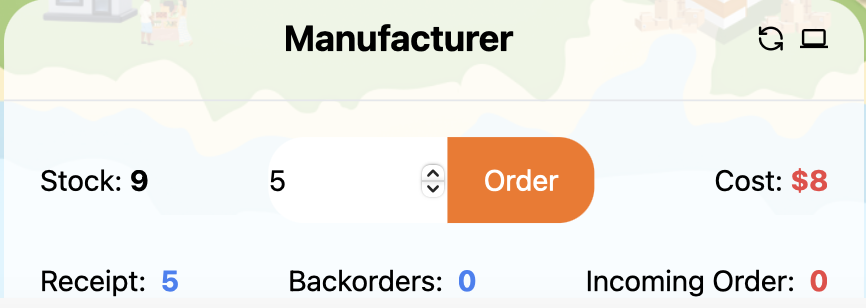 Manufacturer
Stock: 9 5 Order Cost: $8
Receipt: 5 Backorders: 0 Incoming Order: 0